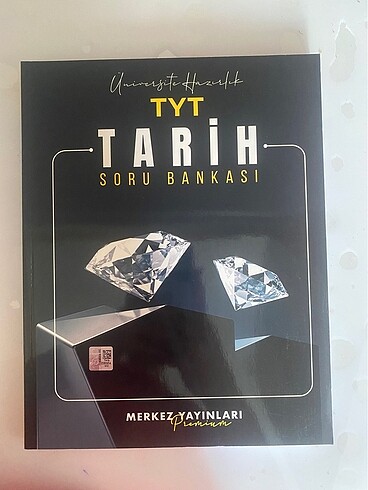 Üniversite Hazırlık
TYT
TARİH
SORU BANKASI
MERKEZ YAYINLARI
Premium